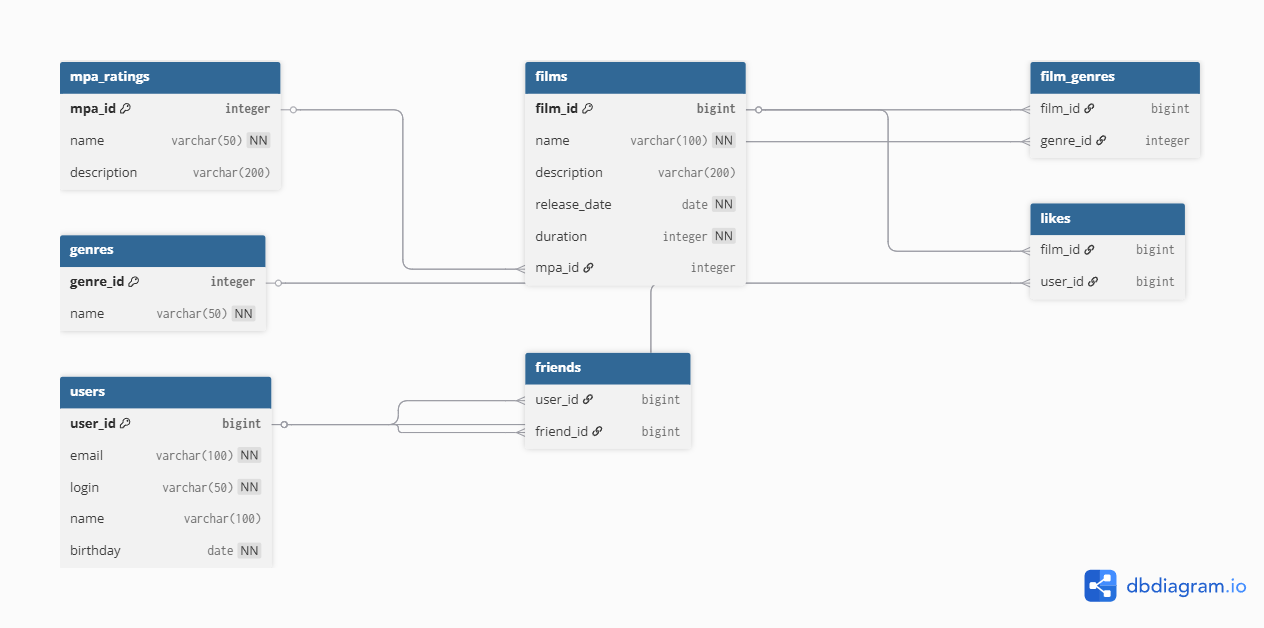 mpa_ratings
mpa_id integer
name varchar(50) NN
description varchar(200)
genres
genre_id integer
name varchar(50) NN
users
user_id bigint
email varchar(100) NN
login varchar(50) NN
name varchar(100)
birthday date NN
films
film_id bigint
name varchar(100) NN
description varchar(200)
release_date date NN
duration integer NN
mpa_id integer
friends
user_id bigint
friend_id bigint
film_genres
film_id bigint
genre_id integer
likes
film_id bigint
user_id bigint
dbdiagram.io